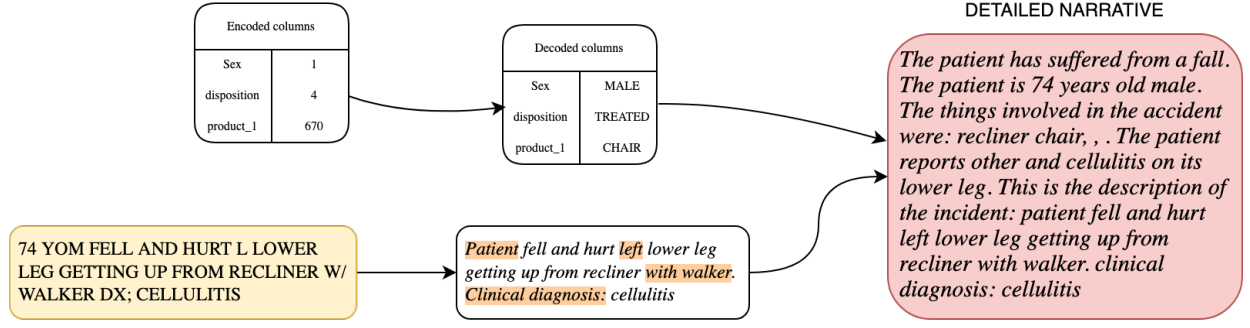 Encoded columns
Sex 1
disposition 4
product_1 670
Decoded columns
Sex MALE
disposition TREATED
product_1 CHAIR
74 YOM FELL AND HURT L LOWER
LEG GETTING UP FROM RECLINER W/
WALKER DX; CELLULITIS
Patient fell and hurt left lower leg
getting up from recliner with walker.
Clinical diagnosis: cellulitis
DETAILED NARRATIVE
The patient has suffered from a fall.
The patient is 74 years old male.
The things involved in the accident
were: recliner chair, , . The patient
reports other and cellulitis on its
lower leg. This is the description of
the incident: patient fell and hurt
left lower leg getting up from
recliner with walker. clinical
diagnosis: cellulitis